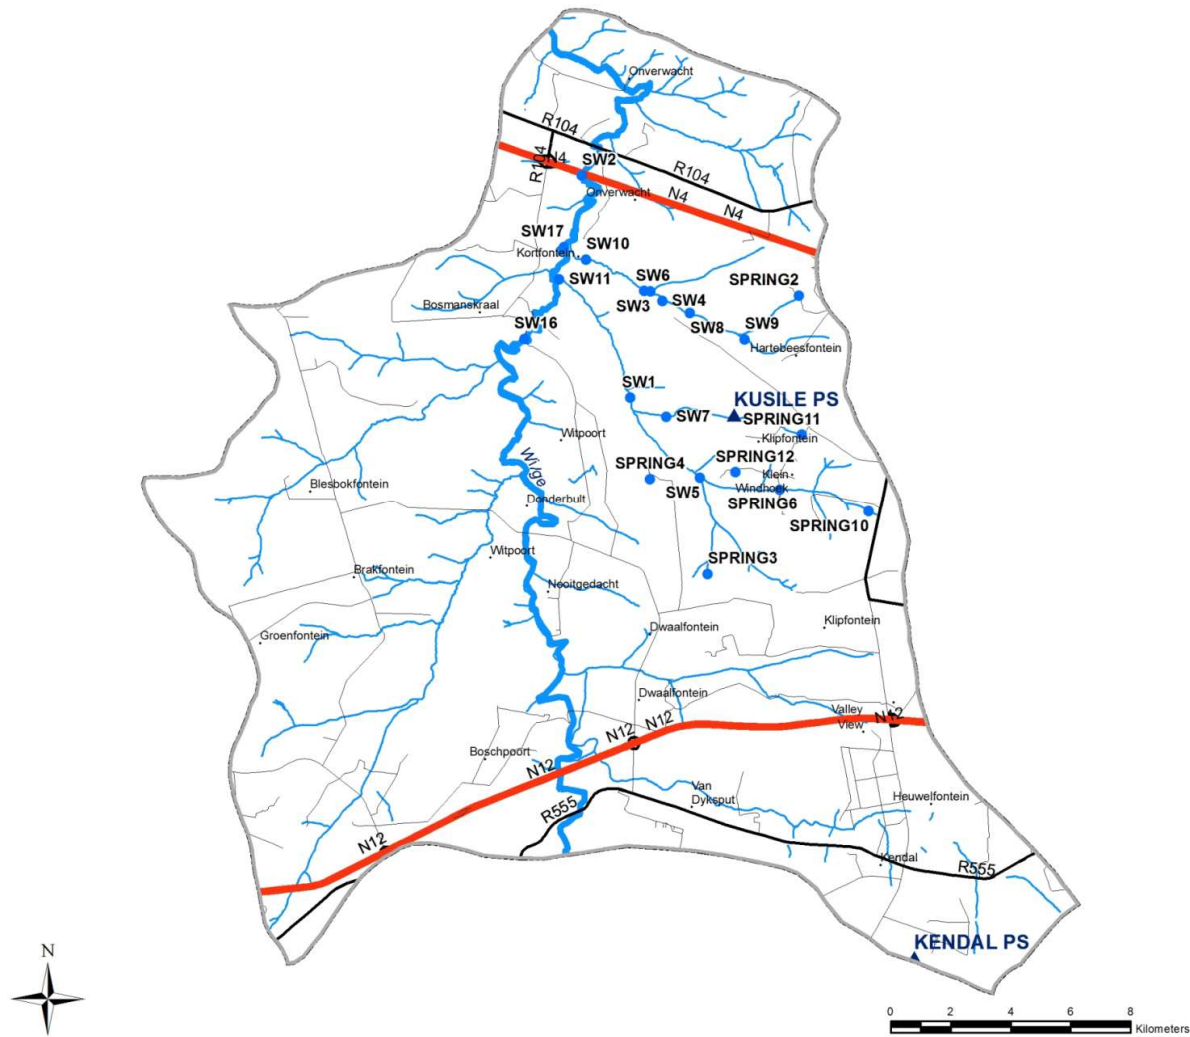 Onverwacht
R104
R104
N4
SW2
R104
Onverwacht
N4
N4
SW17
SW10
Kortfontein
SW11
SW6
SPRING2
Bosmanskraal
SW3
SW4
SW16
SW8
SW9
Hartebeesfontein
SW1
KUSILE PS
SW7
SPRING11
Witpoort
Klipfontein
Wilge
SPRING4
SPRING12
Klein
Blesbokfontein
SW5
Windhoek
Donderbult
SPRING6
SPRING10
Witpoort
SPRING3
Brakfontein
Nooitgedacht
Klipfontein
Groenfontein
Dwaalfontein
Dwaalfontein
Valley
View
N12
N12
N12
Boschpoort
N12
Van
Dyksput
Heuwelfontein
R555
N12
Kendal
R555
KENDAL PS
N
0 2 4 6 8
Kilometers